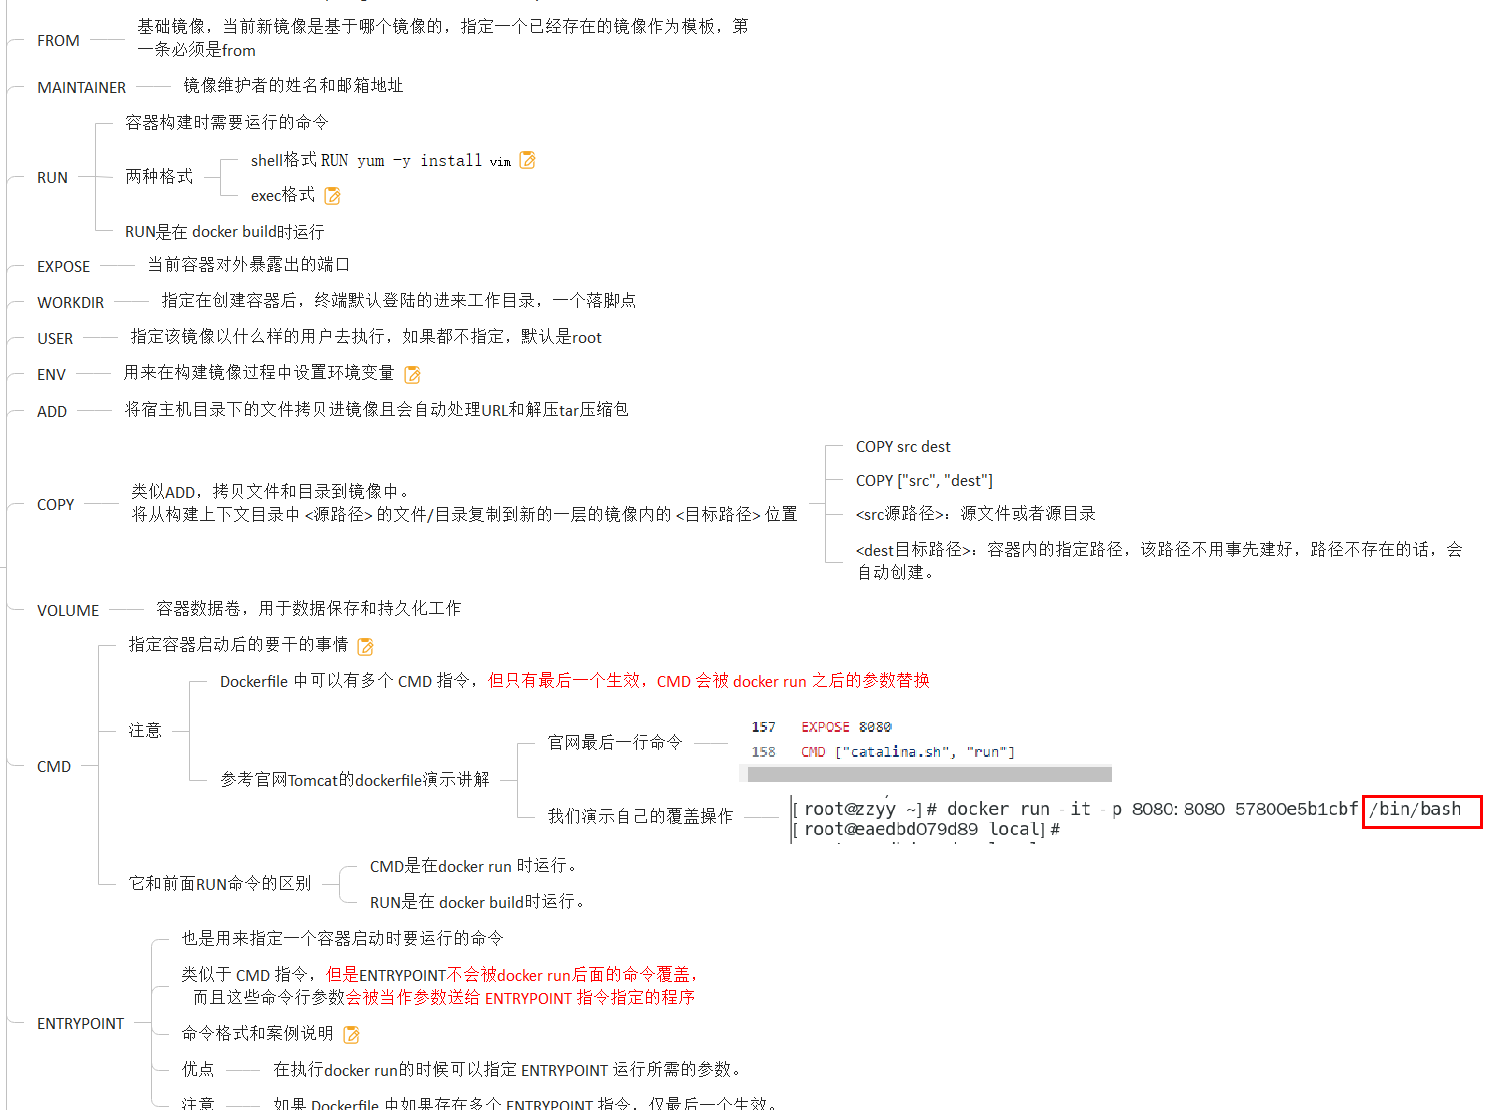 FROM
基础镜像，当前新镜像是基于哪个镜像的，指定一个已经存在的镜像作为模板，第
一条必须是from
MAINTAINER
镜像维护者的姓名和邮箱地址
RUN
容器构建时需要运行的命令
两种格式
shell格式 RUN yum -y install vim
exec格式
RUN是在 docker build时运行
EXPOSE
当前容器对外暴露出的端口
WORKDIR
指定在创建容器后，终端默认登陆的进来工作目录，一个落脚点
USER
指定该镜像以什么样的用户去执行，如果都不指定，默认是root
ENV
用来在构建镜像过程中设置环境变量
ADD
将宿主机目录下的文件拷贝进镜像且会自动处理URL和解压tar压缩包
COPY
类似ADD，拷贝文件和目录到镜像中。
将从构建上下文目录中 <源路径> 的文件/目录复制到新的一层的镜像内的 <目标路径> 位置
COPY src dest
COPY ["src", "dest"]
<src源路径>：源文件或者源目录
<dest目标路径>：容器内的指定路径，该路径不用事先建好，路径不存在的话，会
自动创建。
VOLUME
容器数据卷，用于数据保存和持久化工作
CMD
指定容器启动后的要干的事情
注意
Dockerfile 中可以有多个 CMD 指令，但只有最后一个生效，CMD 会被 docker run 之后的参数替换
参考官网Tomcat的dockerfile演示讲解
官网最后一行命令
157 EXPOSE 8080
158 CMD ["catalina.sh", "run"]
我们演示自己的覆盖操作
[root@zzyy ~]# docker run -it -p 8080:8080 57800e5b1cbf /bin/bash
[root@eaedbd079d89 local]#
它和前面RUN命令的区别
CMD是在docker run 时运行。
RUN是在 docker build时运行。
ENTRYPOINT
也是用来指定一个容器启动时要运行的命令
类似于 CMD 指令，但是ENTRYPOINT不会被docker run后面的命令覆盖，
而且这些命令行参数会被当作参数送给 ENTRYPOINT 指令指定的程序
命令格式和案例说明
优点
在执行docker run的时候可以指定 ENTRYPOINT 运行所需的参数。
注意
如果 Dockerfile 中如果存在多个 ENTRYPOINT 指令，仅最后一个生效。